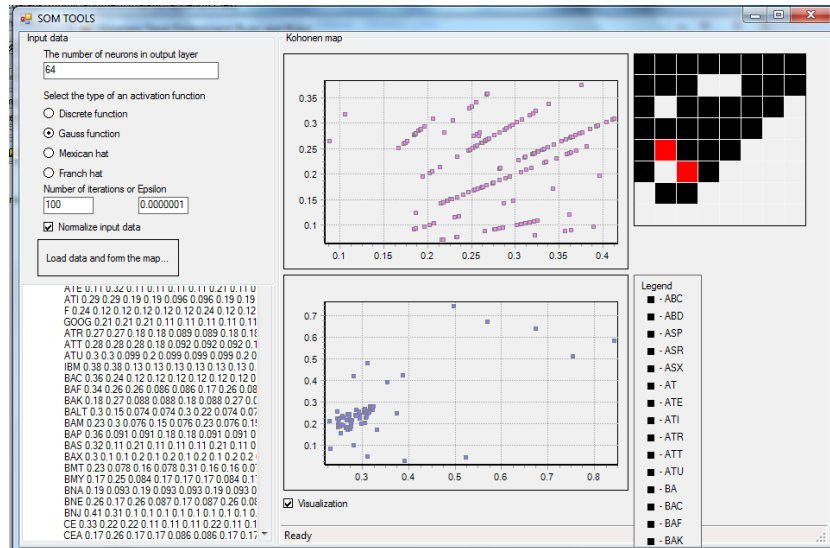 SOM TOOLS
Input data
The number of neurons in output layer
64
Select the type of an activation function
Discrete function
Gauss function
Mexican hat
Franch hat
Number of iterations or Epsilon
100 0.0000001
Normalize input data
Load data and fom the map...
ATE 0.11 0.32 0.11 0.11 0.11 0.11 0.21 0.11 0
ATI 0.29 0.29 0.19 0.19 0.096 0.096 0.19 0.19
F 0.24 0.12 0.12 0.12 0.12 0.12 0.24 0.12 0.12
GOOG 0.21 0.21 0.21 0.11 0.11 0.11 0.11 0.11
ATR 0.27 0.27 0.18 0.18 0.089 0.089 0.18 0.18
ATT 0.28 0.28 0.28 0.18 0.092 0.092 0.092 0.1
ATU 0.3 0.3 0.099 0.2 0.099 0.099 0.099 0.2 0
IBM 0.38 0.38 0.13 0.13 0.13 0.13 0.13 0.13 0.
BAC 0.36 0.24 0.12 0.12 0.12 0.12 0.12 0.12 0
BAF 0.34 0.26 0.26 0.086 0.086 0.17 0.26 0.08
BAK 0.18 0.27 0.088 0.088 0.18 0.088 0.27 0.0
BALT 0.3 0.15 0.074 0.074 0.3 0.22 0.074 0.07
BAM 0.23 0.3 0.076 0.15 0.076 0.23 0.076 0.15
BAP 0.36 0.091 0.091 0.18 0.18 0.091 0.091 0
BAS 0.32 0.11 0.21 0.11 0.11 0.11 0.21 0.11 0
BAX 0.3 0.1 0.1 0.2 0.1 0.2 0.1 0.2 0.1 0.2 0.2
BMT 0.23 0.078 0.16 0.078 0.31 0.16 0.16 0.07
BMY 0.17 0.25 0.084 0.17 0.17 0.17 0.084 0.1
BNA 0.19 0.093 0.19 0.093 0.093 0.19 0.093 0
BNE 0.26 0.17 0.26 0.087 0.17 0.087 0.26 0.08
BNJ 0.41 0.31 0.1 0.1 0.1 0.1 0.1 0.1 0.1 0.1 0.
CE 0.33 0.22 0.22 0.11 0.11 0.11 0.22 0.11 0.1
CEA 0.17 0.26 0.17 0.17 0.086 0.086 0.17 0.17
Kohonen map
0.35
0.3
0.25
0.2
0.15
0.1
0.1 0.15 0.2 0.25 0.3 0.35 0.4
0.7
0.6
0.5
0.4
0.3
0.2
0.1
0.3 0.4 0.5 0.6 0.7 0.8
Visualization
Ready
Legend
- ABC
- ABD
- ASP
- ASR
- ASX
- AT
- ATE
- ATI
- ATR
- ATT
- ATU
- BA
- BAC
- BAF
- BAK